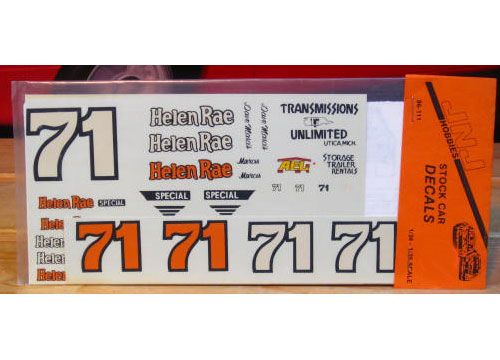 71
Helen Rae
Helen Rae
Helen Rae
Dave Marcis
Dave Marcis
Marcis
Marcis
TRANSMISSIONS
UNLIMITED
UTICA, MICH.
STORAGE
TRAILER
RENTALS
71
71
71
Helen Rae
SPECIAL
SPECIAL
SPECIAL
Helen
Helen
Helen
Helen
71
71
71
71
JNJ
HOBBIES
STOCK CAR
DECALS
1/24 - 1/25 SCALE